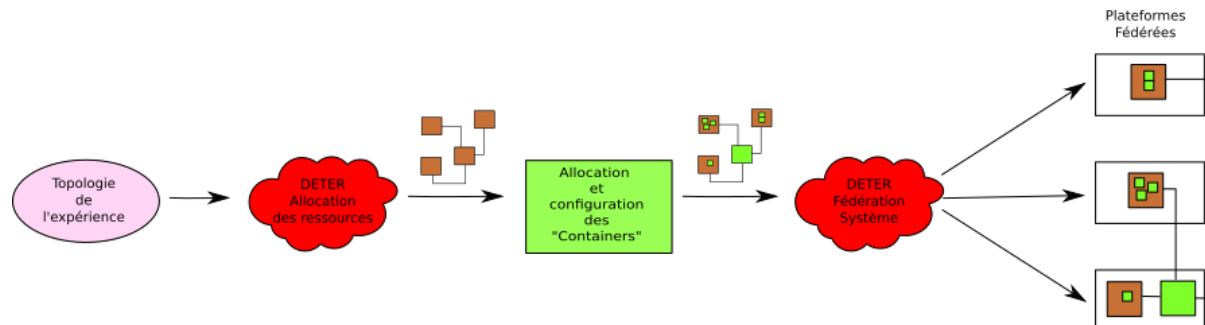 Plateformes
Fédérées
Topologie
de
l'expérience
DETER
Allocation
des ressources
Allocation
et
configuration
des
"Containers"
DETER
Fédération
Système